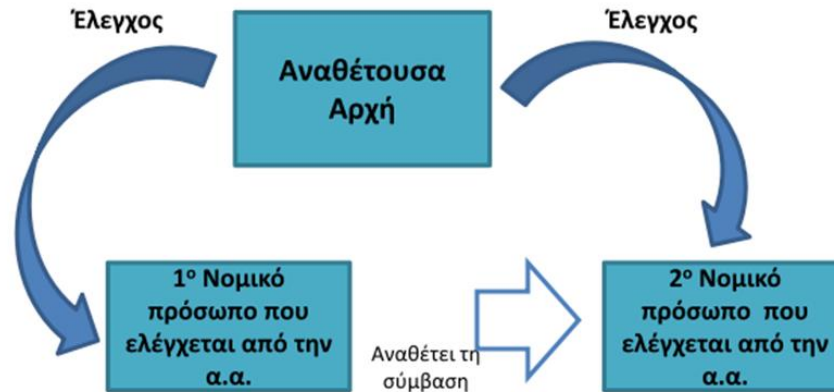 Έλεγχος
Έλεγχος
Αναθέτουσα
Αρχή
1ο Νομικό
πρόσωπο που
ελέγχεται από την
α.α.
Αναθέτει τη
σύμβαση
2ο Νομικό
πρόσωπο που
ελέγχεται από την
α.α.